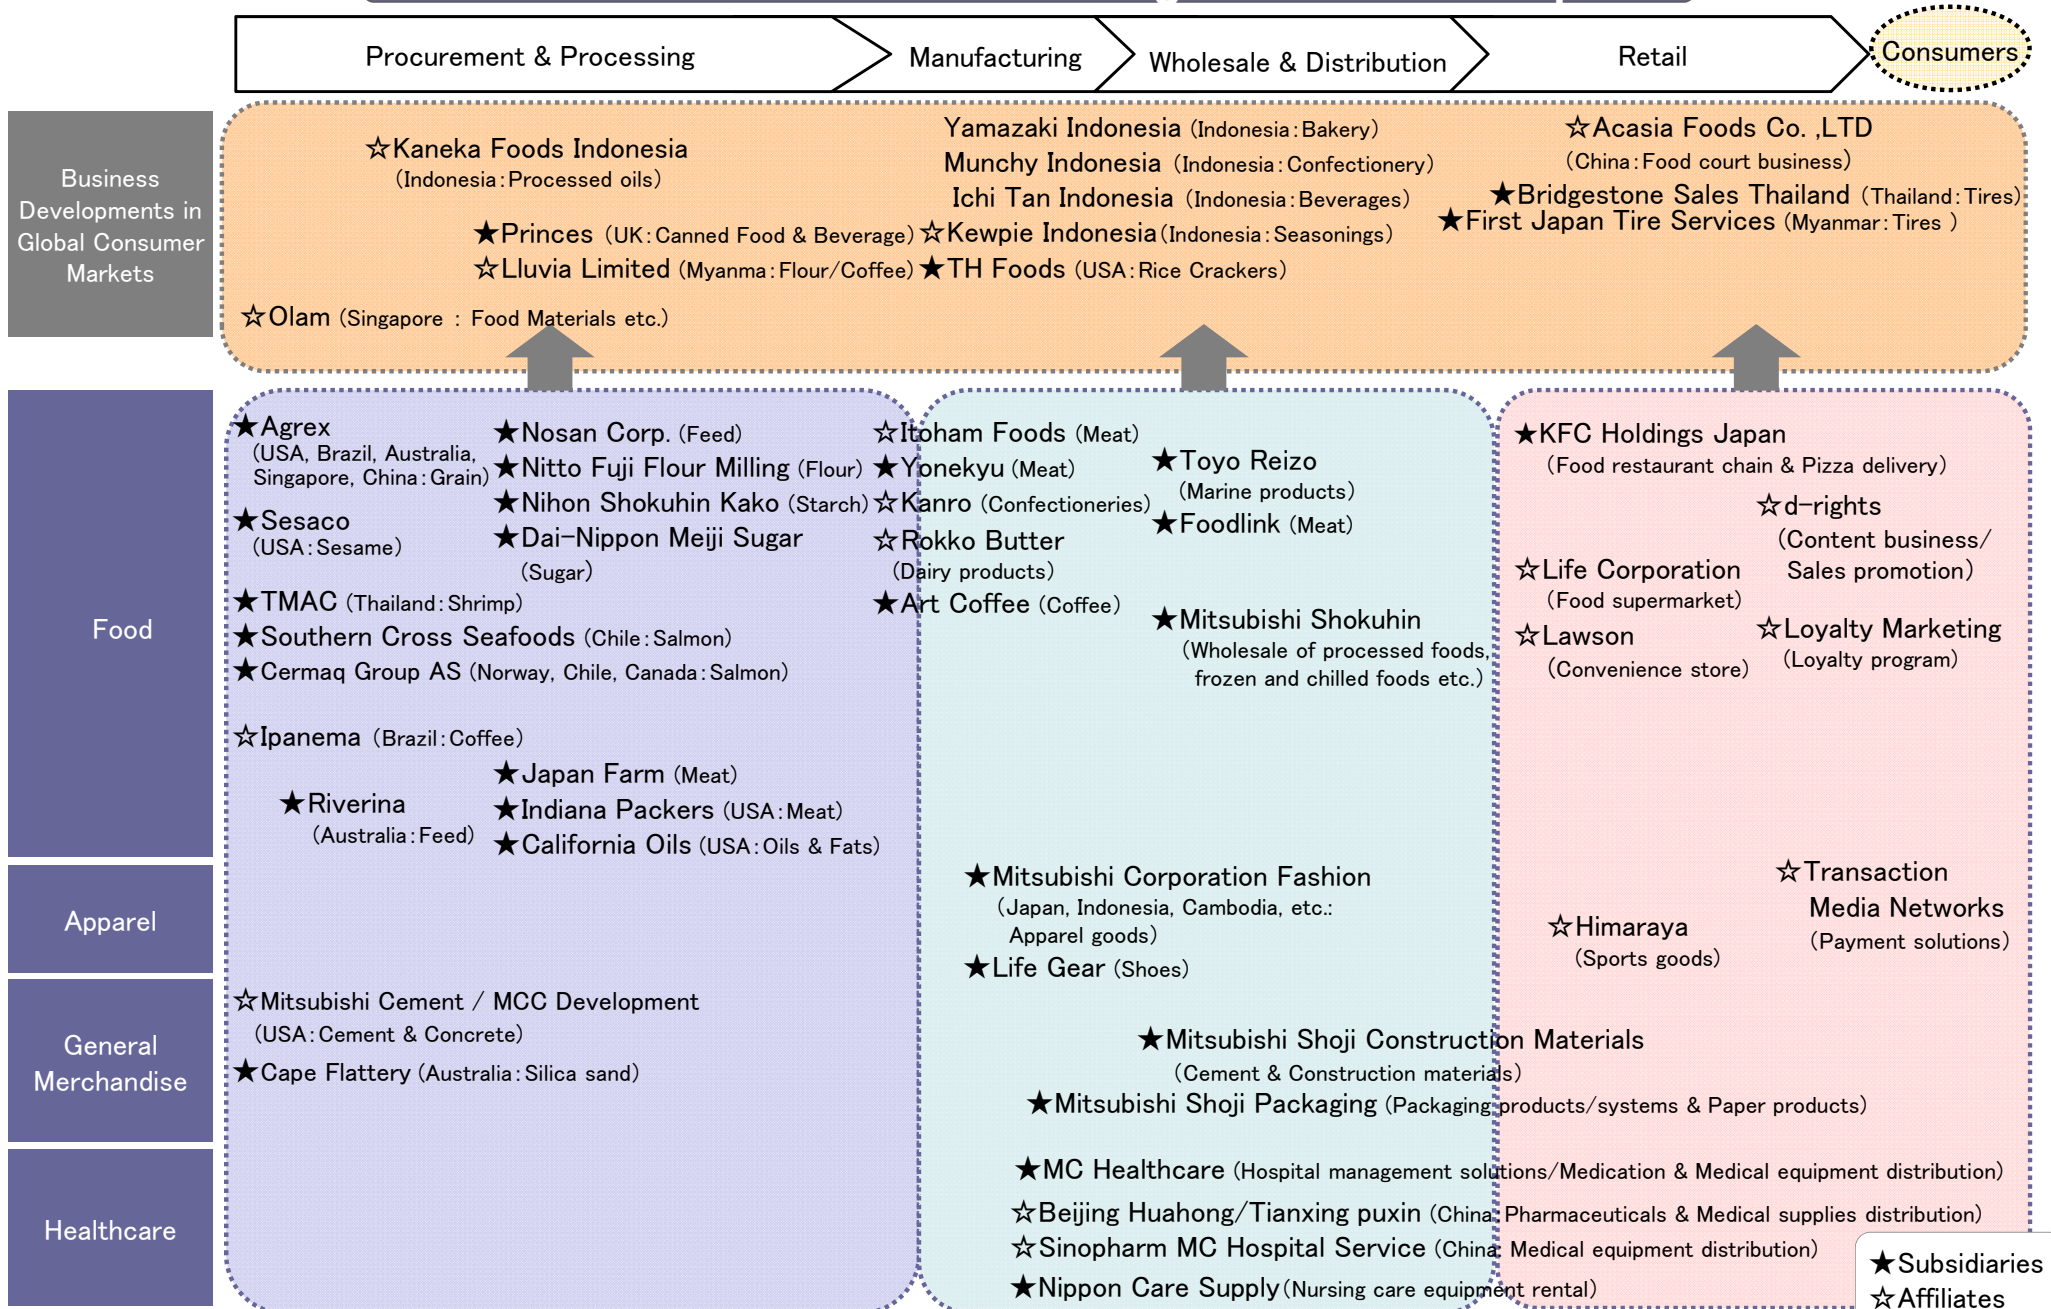 Procurement & Processing
Manufacturing
Wholesale & Distribution
Retail
Consumers
Business
Developments in
Global Consumer
Markets
☆Kaneka Foods Indonesia
(Indonesia:Processed oils)
★Princes (UK:Canned Food & Beverage)
☆Lluvia Limited (Myanma:Flour/Coffee)
☆Olam (Singapore : Food Materials etc.)
Yamazaki Indonesia (Indonesia:Bakery)
Munchy Indonesia (Indonesia:Confectionery)
Ichi Tan Indonesia (Indonesia:Beverages)
☆Kewpie Indonesia(Indonesia:Seasonings)
★TH Foods (USA:Rice Crackers)
☆Acasia Foods Co. ,LTD
(China:Food court business)
★Bridgestone Sales Thailand (Thailand:Tires)
★First Japan Tire Services (Myanmar:Tires )
Food
★Agrex
(USA, Brazil, Australia,
Singapore, China:Grain)
★Sesaco
(USA:Sesame)
★TMAC (Thailand:Shrimp)
★Southern Cross Seafoods (Chile:Salmon)
★Cermaq Group AS (Norway, Chile, Canada:Salmon)
☆Ipanema (Brazil:Coffee)
★Riverina
(Australia:Feed)
★Nosan Corp. (Feed)
★Nitto Fuji Flour Milling (Flour)
★Nihon Shokuhin Kako (Starch)
★Dai-Nippon Meiji Sugar
(Sugar)
★Japan Farm (Meat)
★Indiana Packers (USA:Meat)
★California Oils (USA:Oils & Fats)
☆Itoham Foods (Meat)
★Yonekyu (Meat)
☆Kanro (Confectioneries)
☆Rokko Butter
(Dairy products)
★Art Coffee (Coffee)
★Toyo Reizo
(Marine products)
★Foodlink (Meat)
★Mitsubishi Shokuhin
(Wholesale of processed foods,
frozen and chilled foods etc.)
★KFC Holdings Japan
(Food restaurant chain & Pizza delivery)
☆d-rights
(Content business/
Sales promotion)
☆Life Corporation
(Food supermarket)
☆Lawson
(Convenience store)
☆Loyalty Marketing
(Loyalty program)
Apparel
★Mitsubishi Corporation Fashion
(Japan, Indonesia, Cambodia, etc.:
Apparel goods)
★Life Gear (Shoes)
☆Himaraya
(Sports goods)
☆Transaction
Media Networks
(Payment solutions)
General
Merchandise
☆Mitsubishi Cement / MCC Development
(USA:Cement & Concrete)
★Cape Flattery (Australia:Silica sand)
★Mitsubishi Shoji Construction Materials
(Cement & Construction materials)
★Mitsubishi Shoji Packaging (Packaging products/systems & Paper products)
Healthcare
★MC Healthcare (Hospital management solutions/Medication & Medical equipment distribution)
☆Beijing Huahong/Tianxing puxin (China:Pharmaceuticals & Medical supplies distribution)
☆Sinopharm MC Hospital Service (China: Medical equipment distribution)
★Nippon Care Supply(Nursing care equipment rental)
★Subsidiaries
☆Affiliates